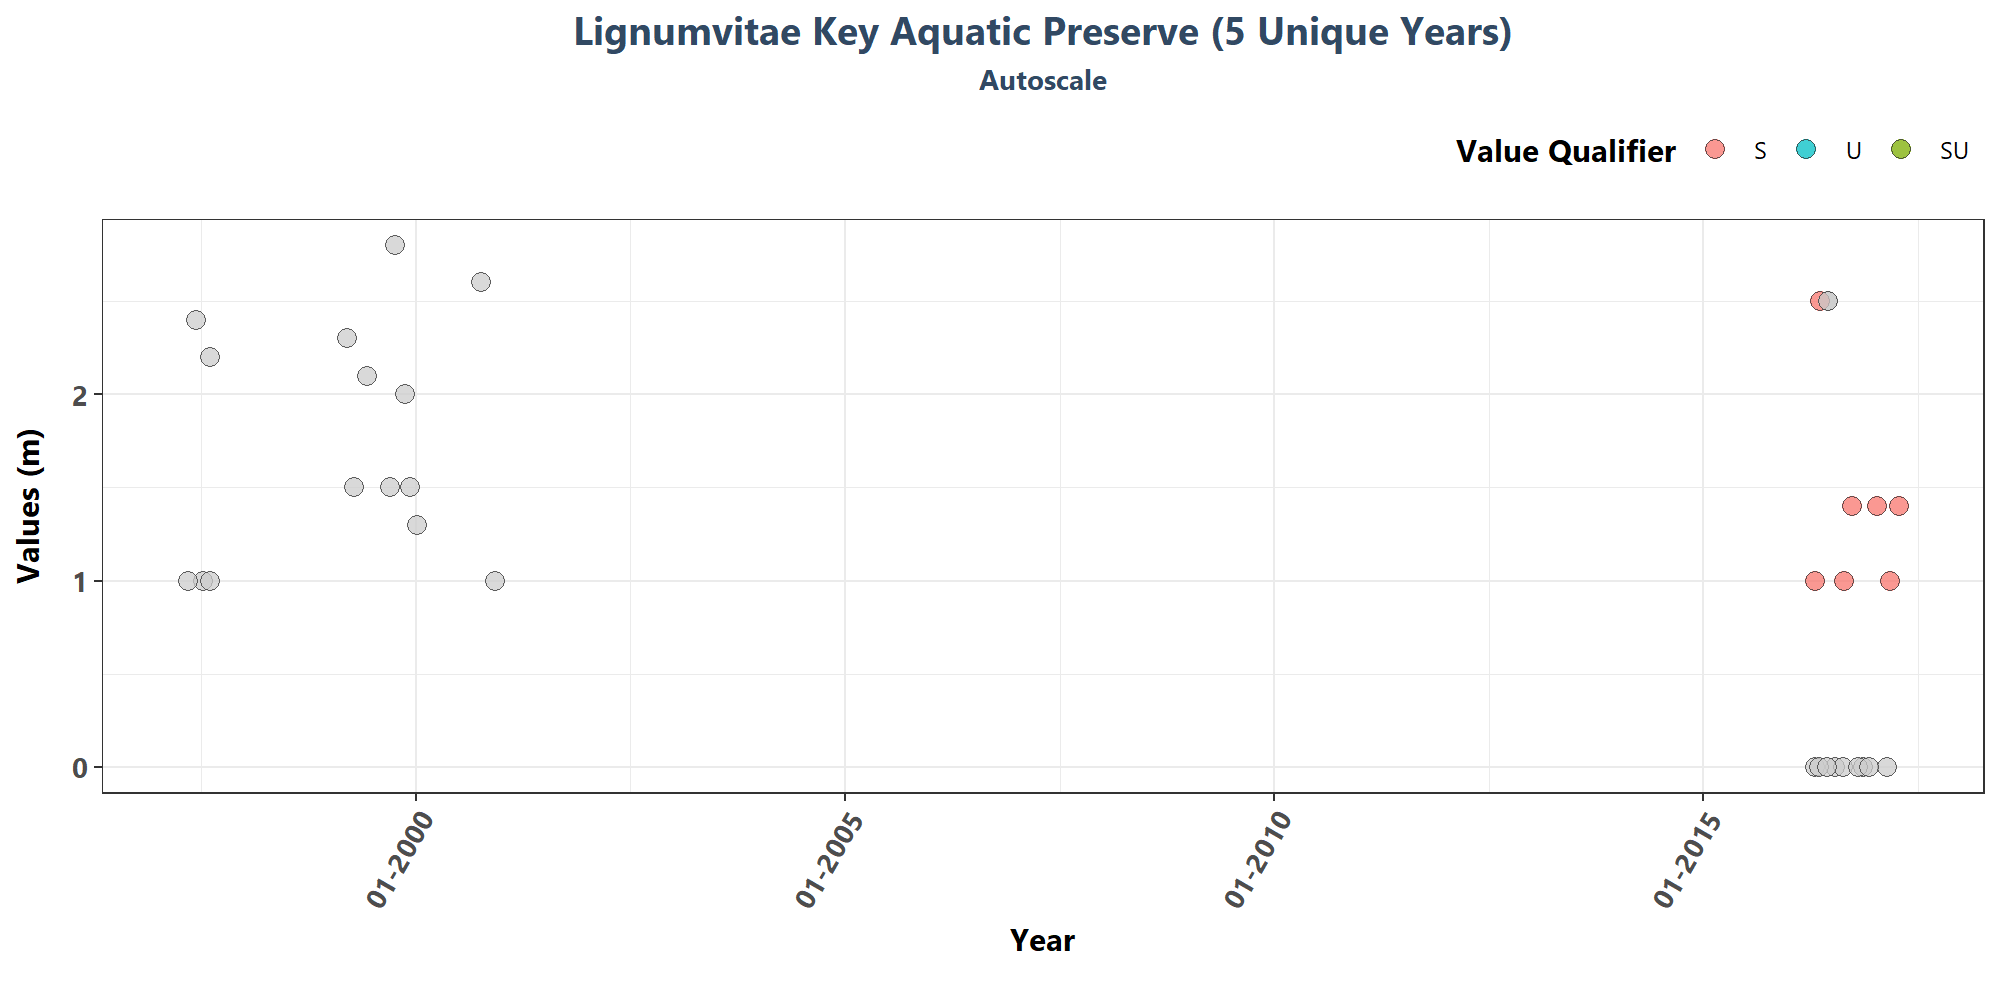 Lignumvitae Key Aquatic Preserve (5 Unique Years)
Autoscale
Value Qualifier S U SU
Values (m)
2
1
0
01-2000 01-2005 01-2010 01-2015
Year